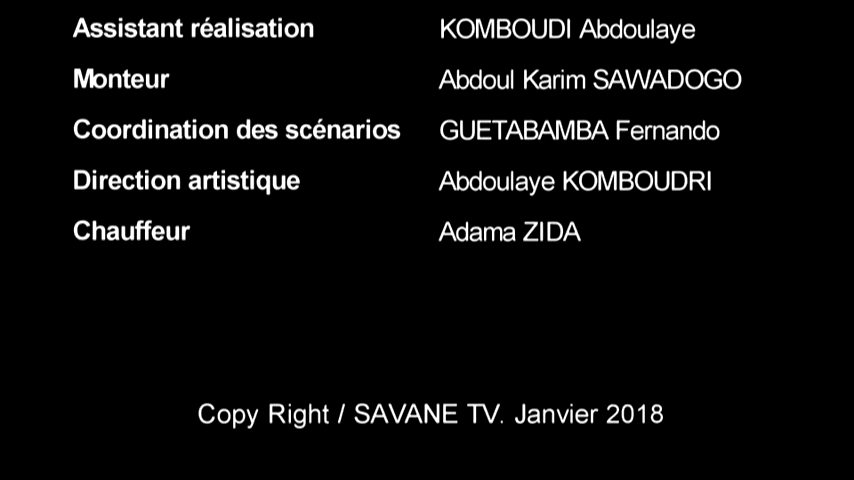 Assistant réalisation KOMBOUDI Abdoulaye
Monteur Abdoul Karim SAWADOGO
Coordination des scénarios GUETABAMBA Fernando
Direction artistique Abdoulaye KOMBOUDRI
Chauffeur Adama ZIDA
Copy Right / SAVANE TV. Janvier 2018